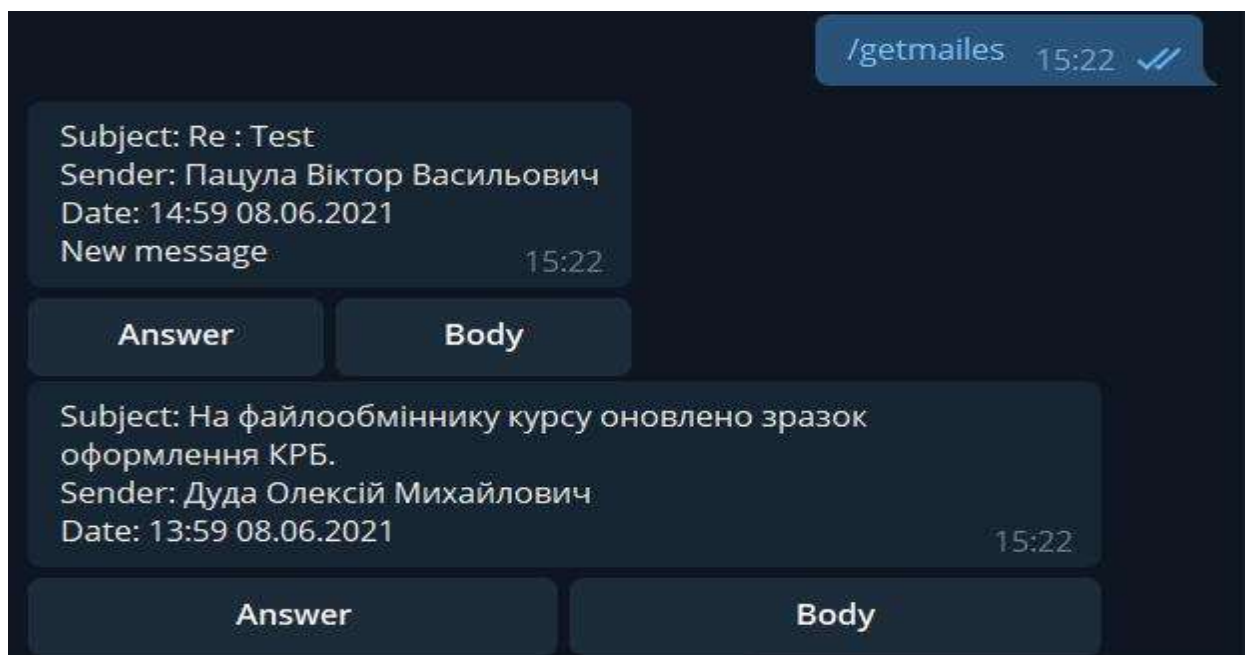 /getmailes 15:22
Subject: Re : Test
Sender: Пацула Віктор Васильович
Date: 14:59 08.06.2021
New message 15:22
Answer Body
Subject: На файлообміннику курсу оновлено зразок
оформлення КРБ.
Sender: Дуда Олексій Михайлович
Date: 13:59 08.06.2021 15:22
Answer Body